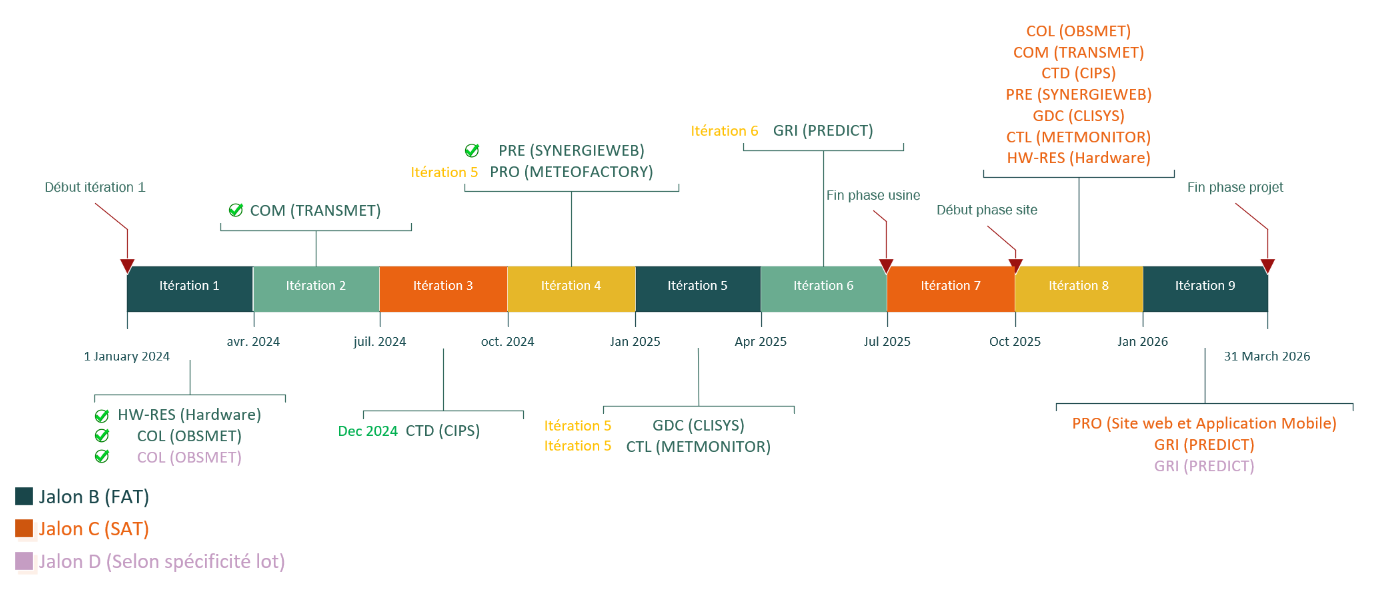 COL (OBSMET)
COM (TRANSMET)
CTD (CIPS)
PRE (SYNERGIEWEB)
GDC (CLISYS)
CTL (METMONITOR)
HW-RES (Hardware)
Itération 6 GRI (PREDICT)
PRE (SYNERGIEWEB)
Itération 5 PRO (METEOFACTORY)
Début itération 1
Fin phase projet
Fin phase usine
COM (TRANSMET)
Début phase site
Itération 1 Itération 2 Itération 3 Itération 4 Itération 5 Itération 6 Itération 7 Itération 8 Itération 9
avr. 2024 juil. 2024 oct. 2024 Jan 2025 Apr 2025 Jul 2025 Oct 2025 Jan 2026
1 January 2024 31 March 2026
HW-RES (Hardware)
COL (OBSMET)
COL (OBSMET)
Dec 2024 CTD (CIPS)
Itération 5 GDC (CLISYS)
Itération 5 CTL (METMONITOR)
PRO (Site web et Application Mobile)
GRI (PREDICT)
GRI (PREDICT)
Jalon B (FAT)
Jalon C (SAT)
Jalon D (Selon spécificité lot)